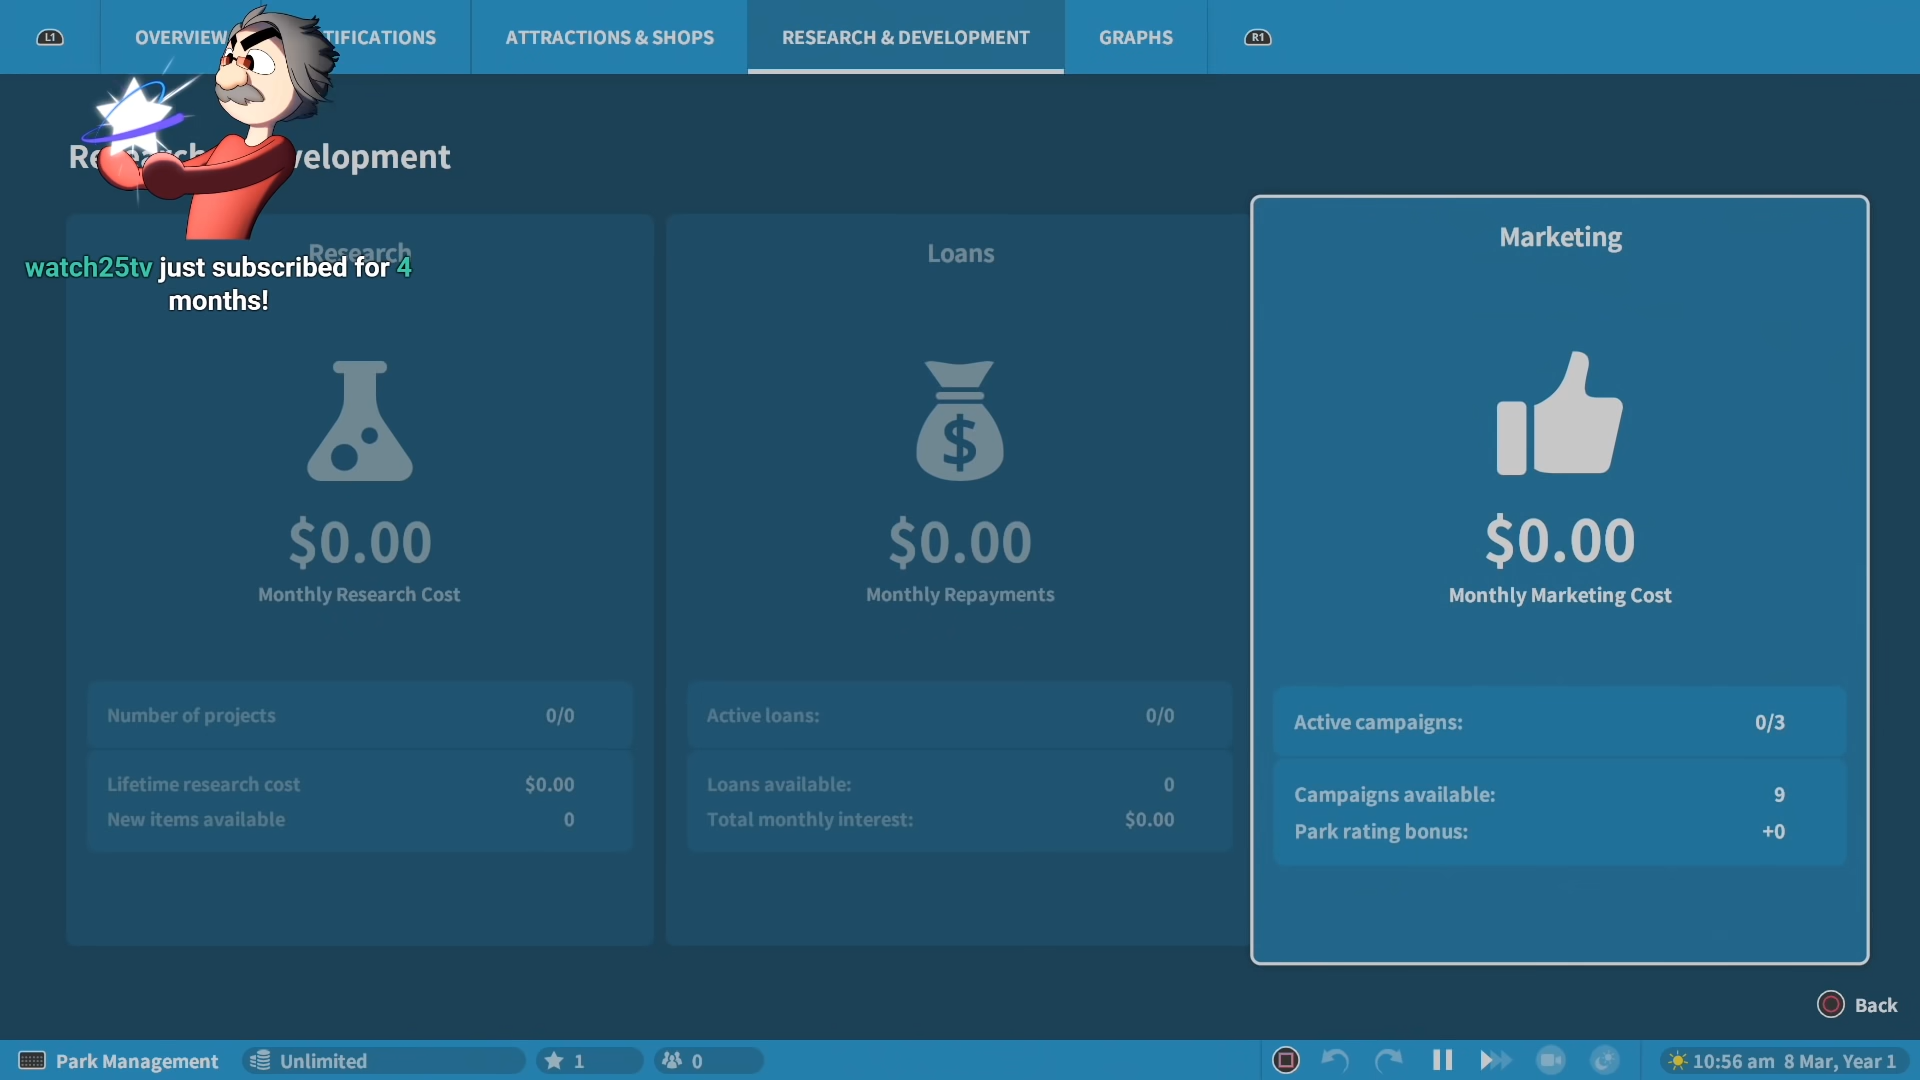 L1
OVERVIEW
TIFICATIONS
ATTRACTIONS & SHOPS
RESEARCH & DEVELOPMENT
GRAPHS
R1
Research
velopment
watch25tv just subscribed for 4
months!
Research
$0.00
Monthly Research Cost
Number of projects 0/0
Lifetime research cost $0.00
New items available 0
Loans
$
$0.00
Monthly Repayments
Active loans: 0/0
Loans available: 0
Total monthly interest: $0.00
Marketing
$0.00
Monthly Marketing Cost
Active campaigns: 0/3
Campaigns available: 9
Park rating bonus: +0
Back
Park Management
Unlimited
1
0
10:56 am 8 Mar, Year 1